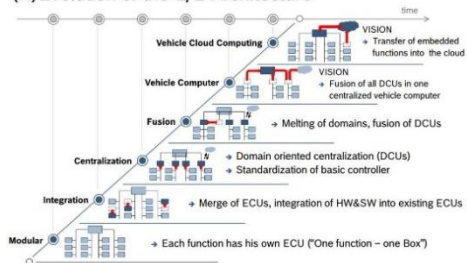 time
VISION
Vehicle Cloud Computing
→ Transfer of embedded
functions into the cloud
VISION
Vehicle Computer
→ Fusion of all DCUs in one
centralized vehicle computer
Fusion
→ Melting of domains, fusion of DCUs
Centralization
→ Domain oriented centralization (DCUs)
→ Standardization of basic controller
Integration
→ Merge of ECUs, integration of HW&SW into existing ECUs
Modular
→ Each function has his own ECU ("One function – one Box")